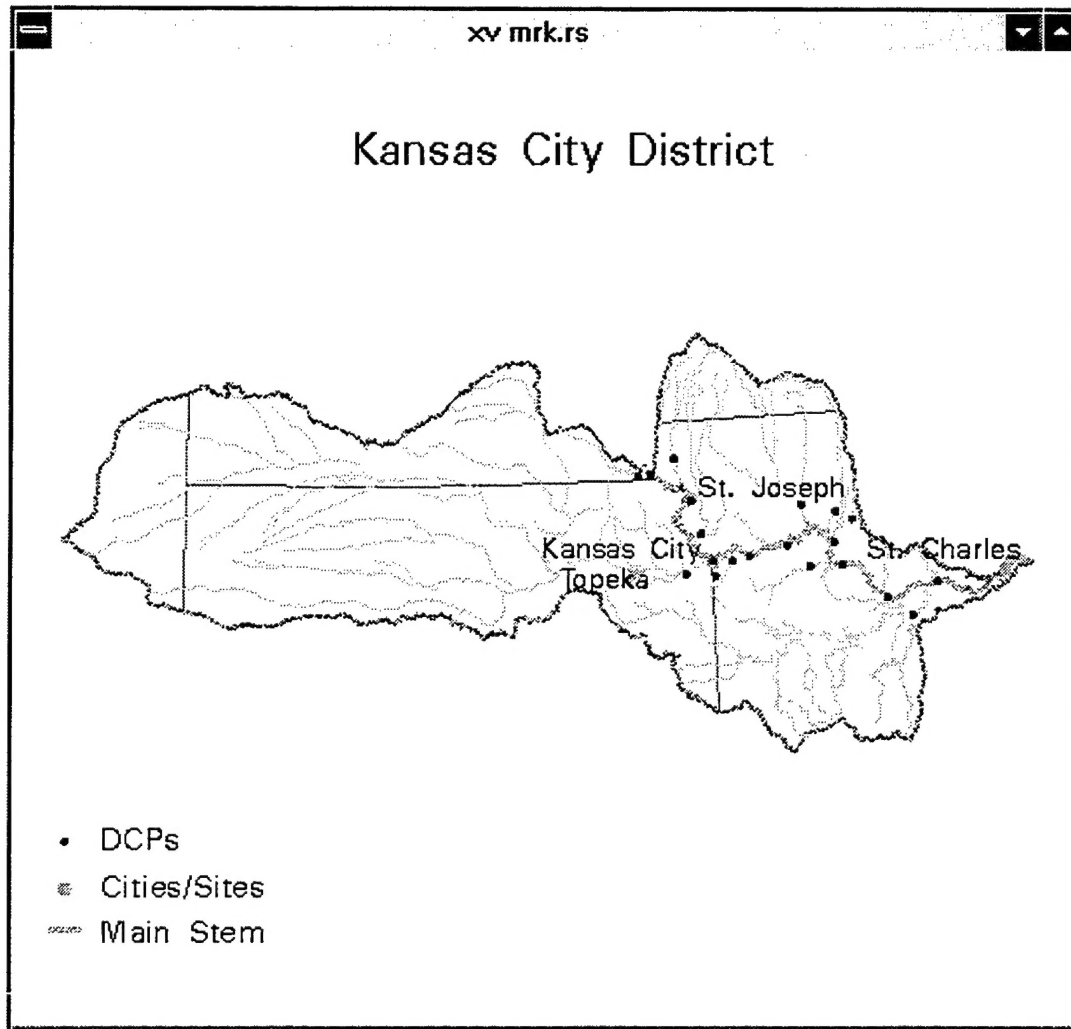 xv mrk.rs
Kansas City District
St. Joseph
Kansas City
St. Charles
Topeka
DCPs
Cities/Sites
Main Stem